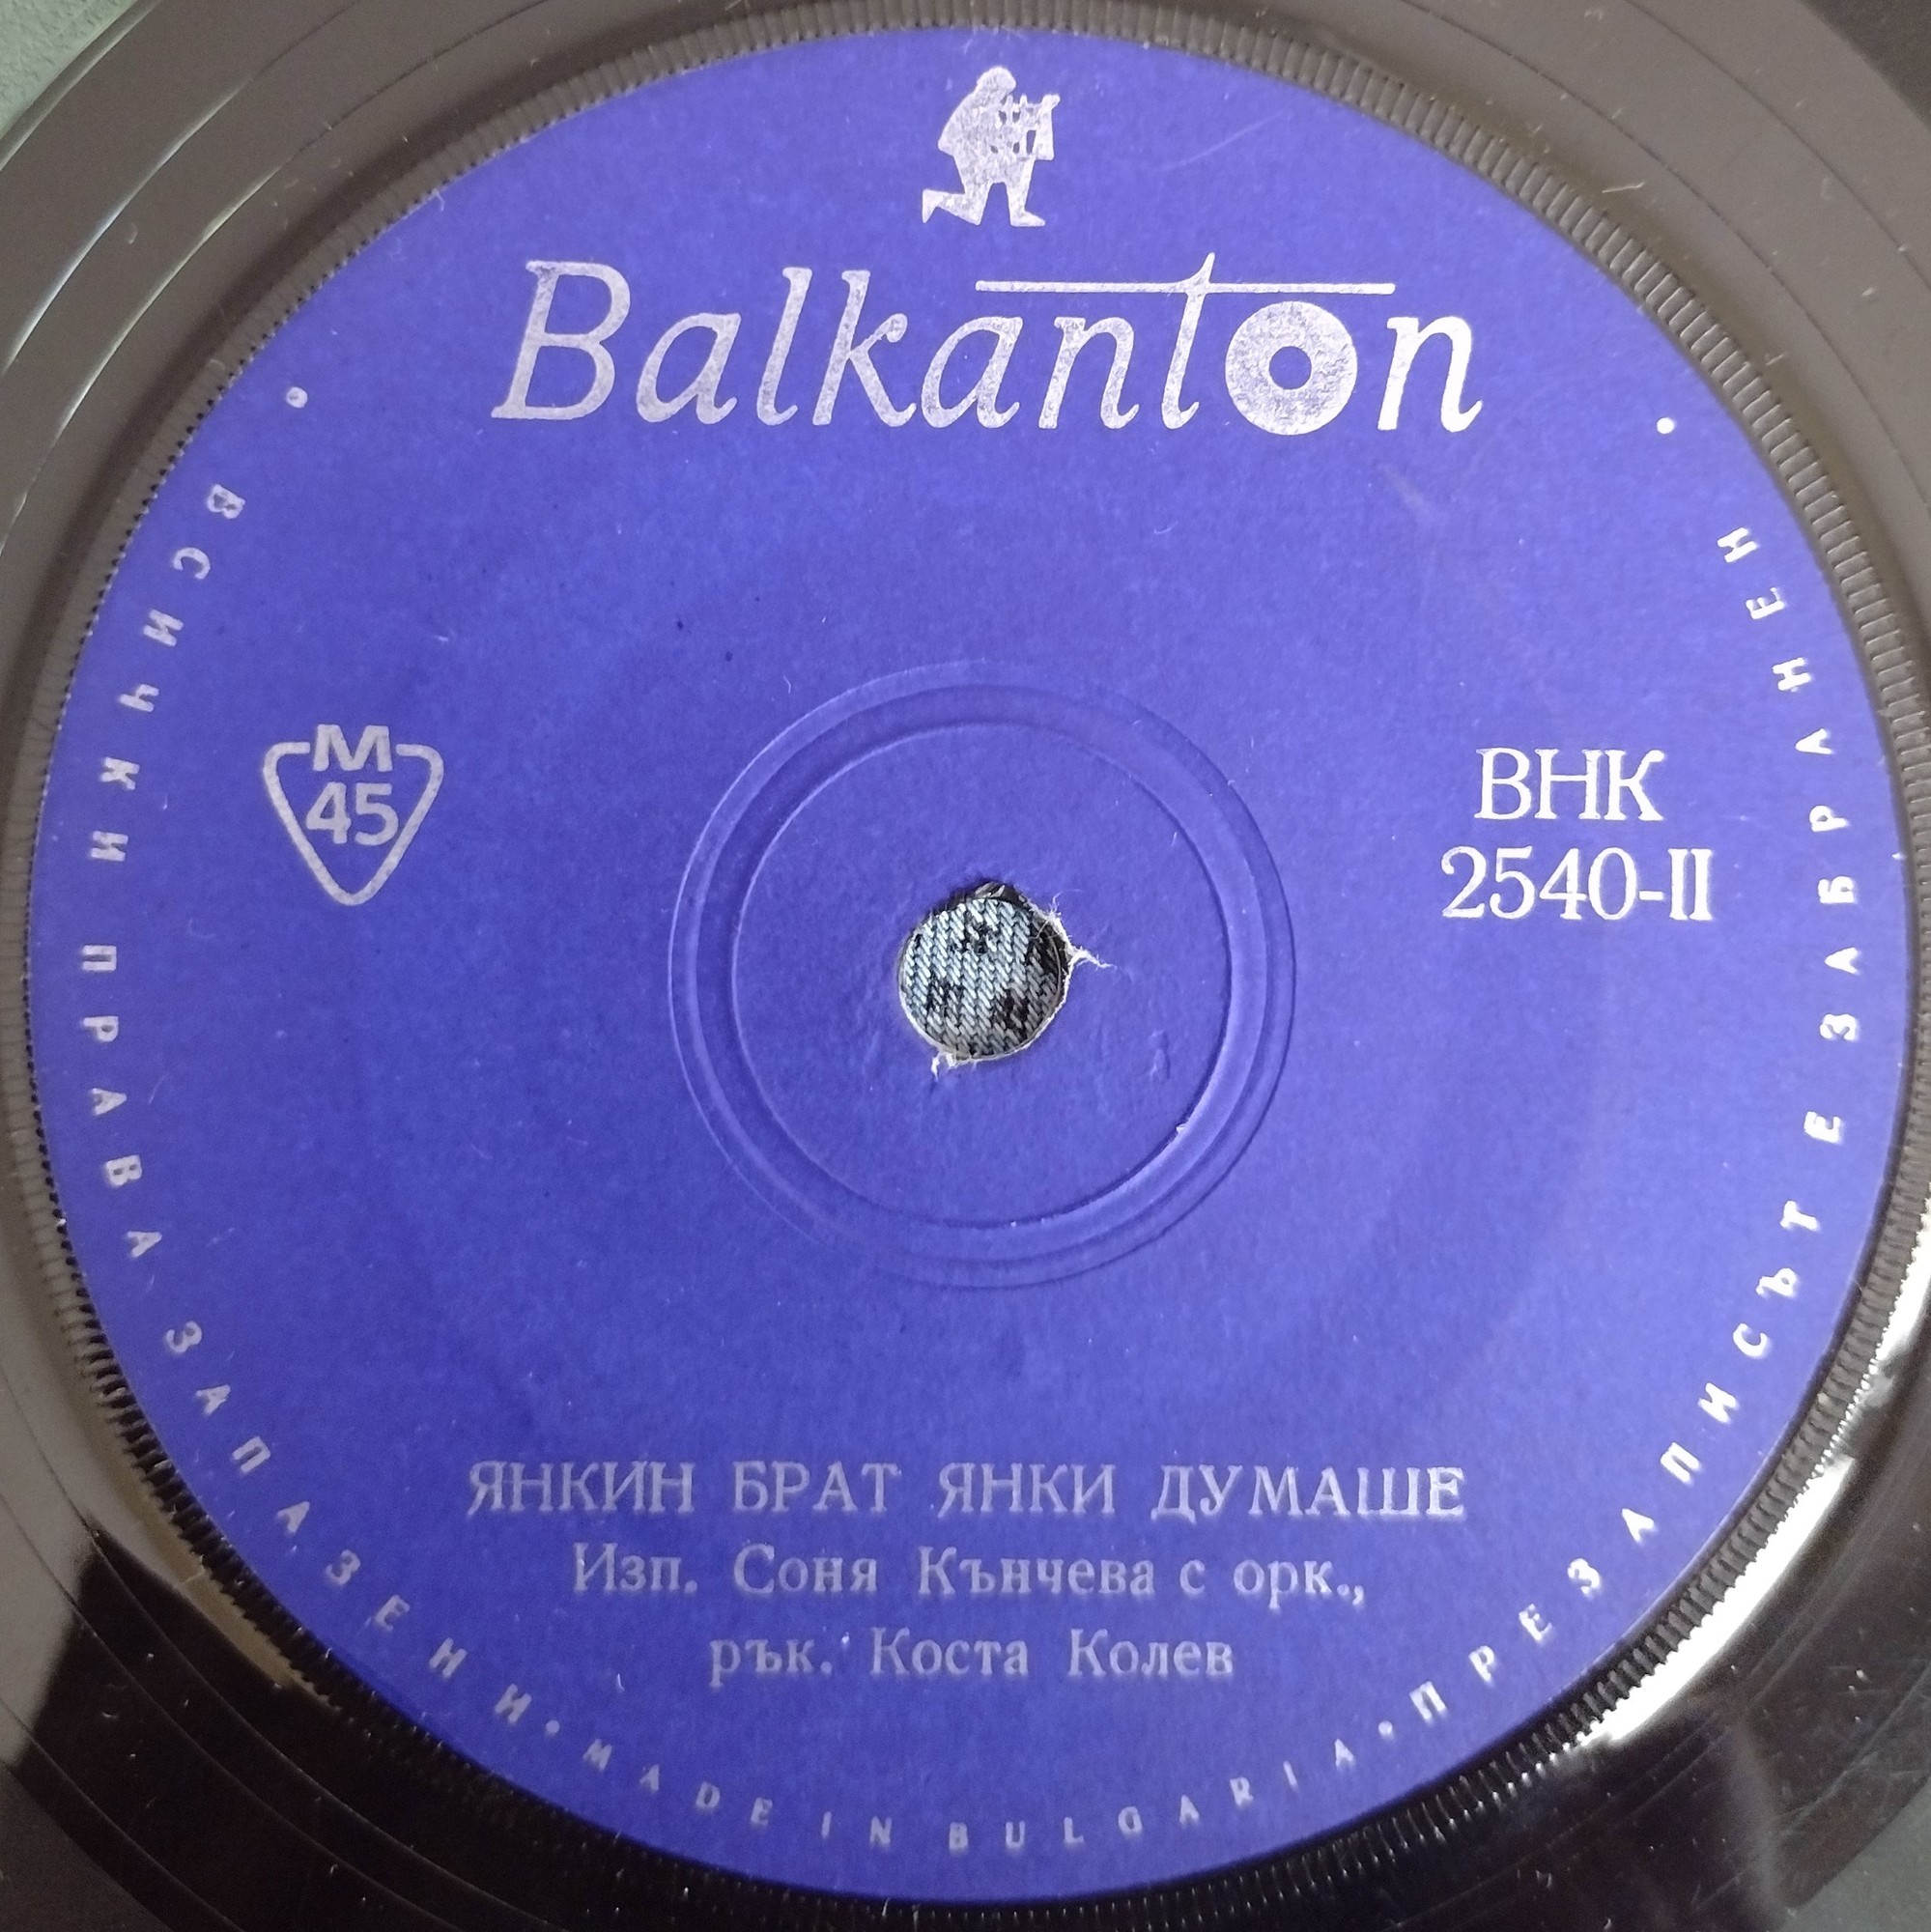 Balkanton
М
45
ВНК
2540-II
ЯНКИН БРАТ ЯНКИ ДУМАШЕ
Изп. Соня Кънчева с орк.,
рък. Коста Колев
• ВСИЧКИ ПРАВА ЗАПАЗЕНИ • MADE IN BULGARIA • ПРЕЗАПИСЪТ Е ЗАБРАНЕН •